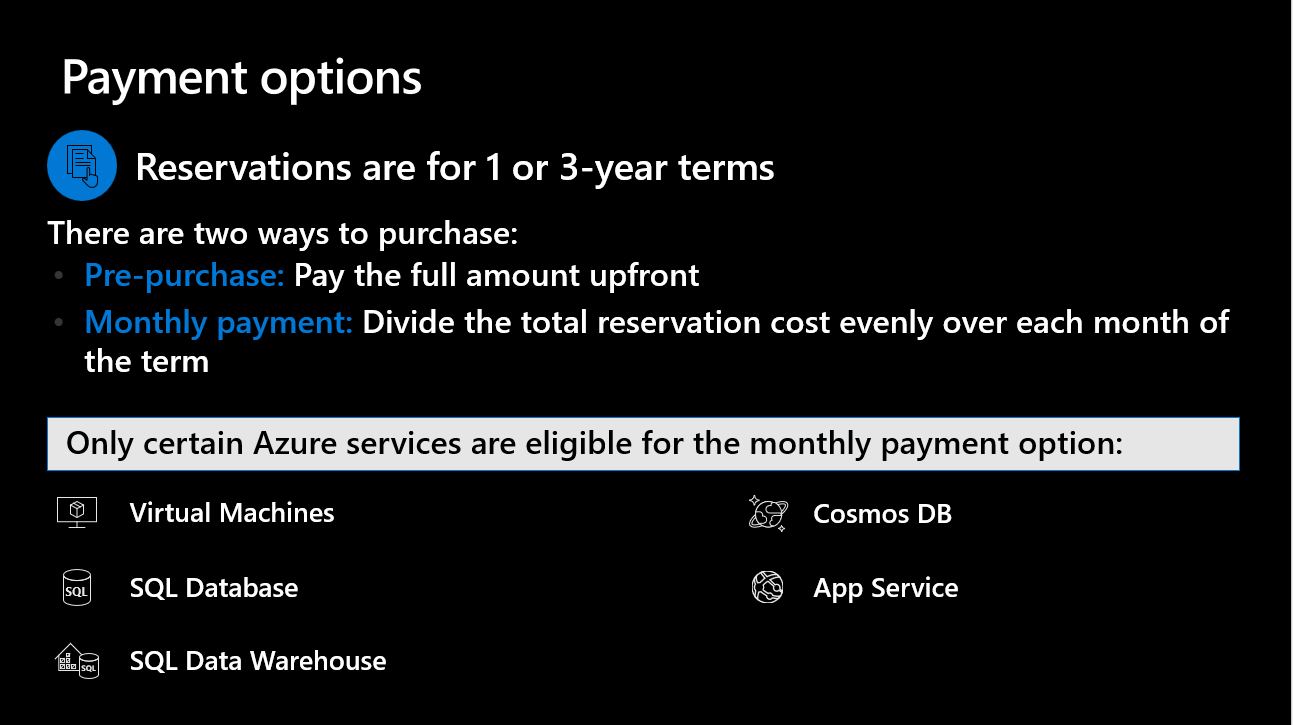 Payment options
Reservations are for 1 or 3-year terms
There are two ways to purchase:
• Pre-purchase: Pay the full amount upfront
• Monthly payment: Divide the total reservation cost evenly over each month of
the term
Only certain Azure services are eligible for the monthly payment option:
Virtual Machines
Cosmos DB
SQL
SQL Database
App Service
SQL
SQL Data Warehouse